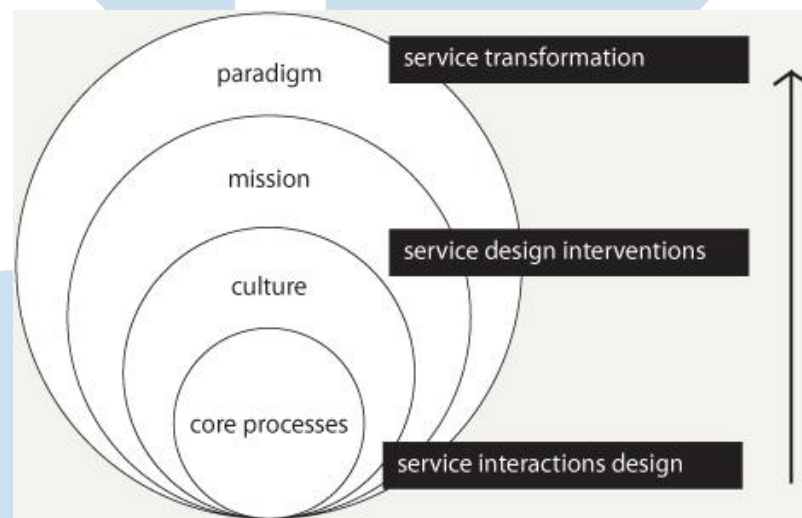 paradigm
service transformation
mission
service design interventions
culture
core processes
service interactions design